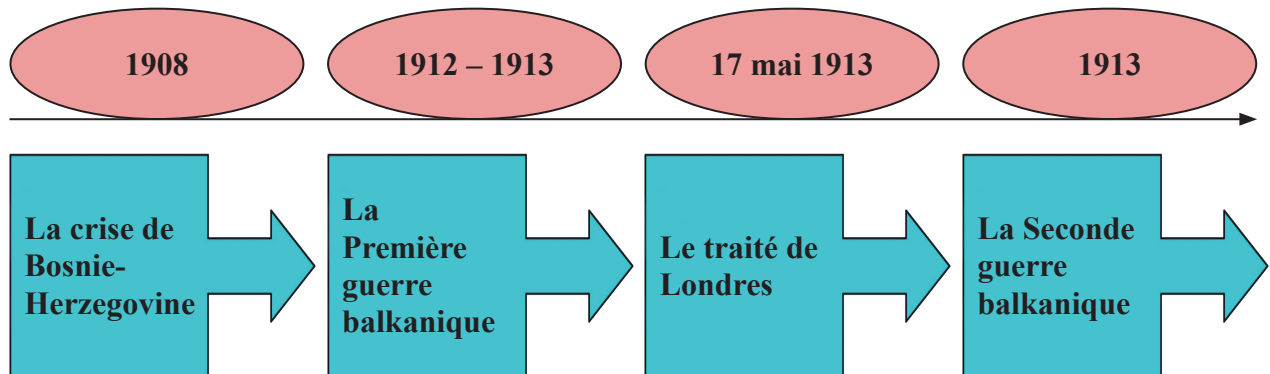 1908
1912 – 1913
17 mai 1913
1913
La crise de
Bosnie-
Herzegovine
La
Première
guerre
balkanique
Le traité de
Londres
La Seconde
guerre
balkanique